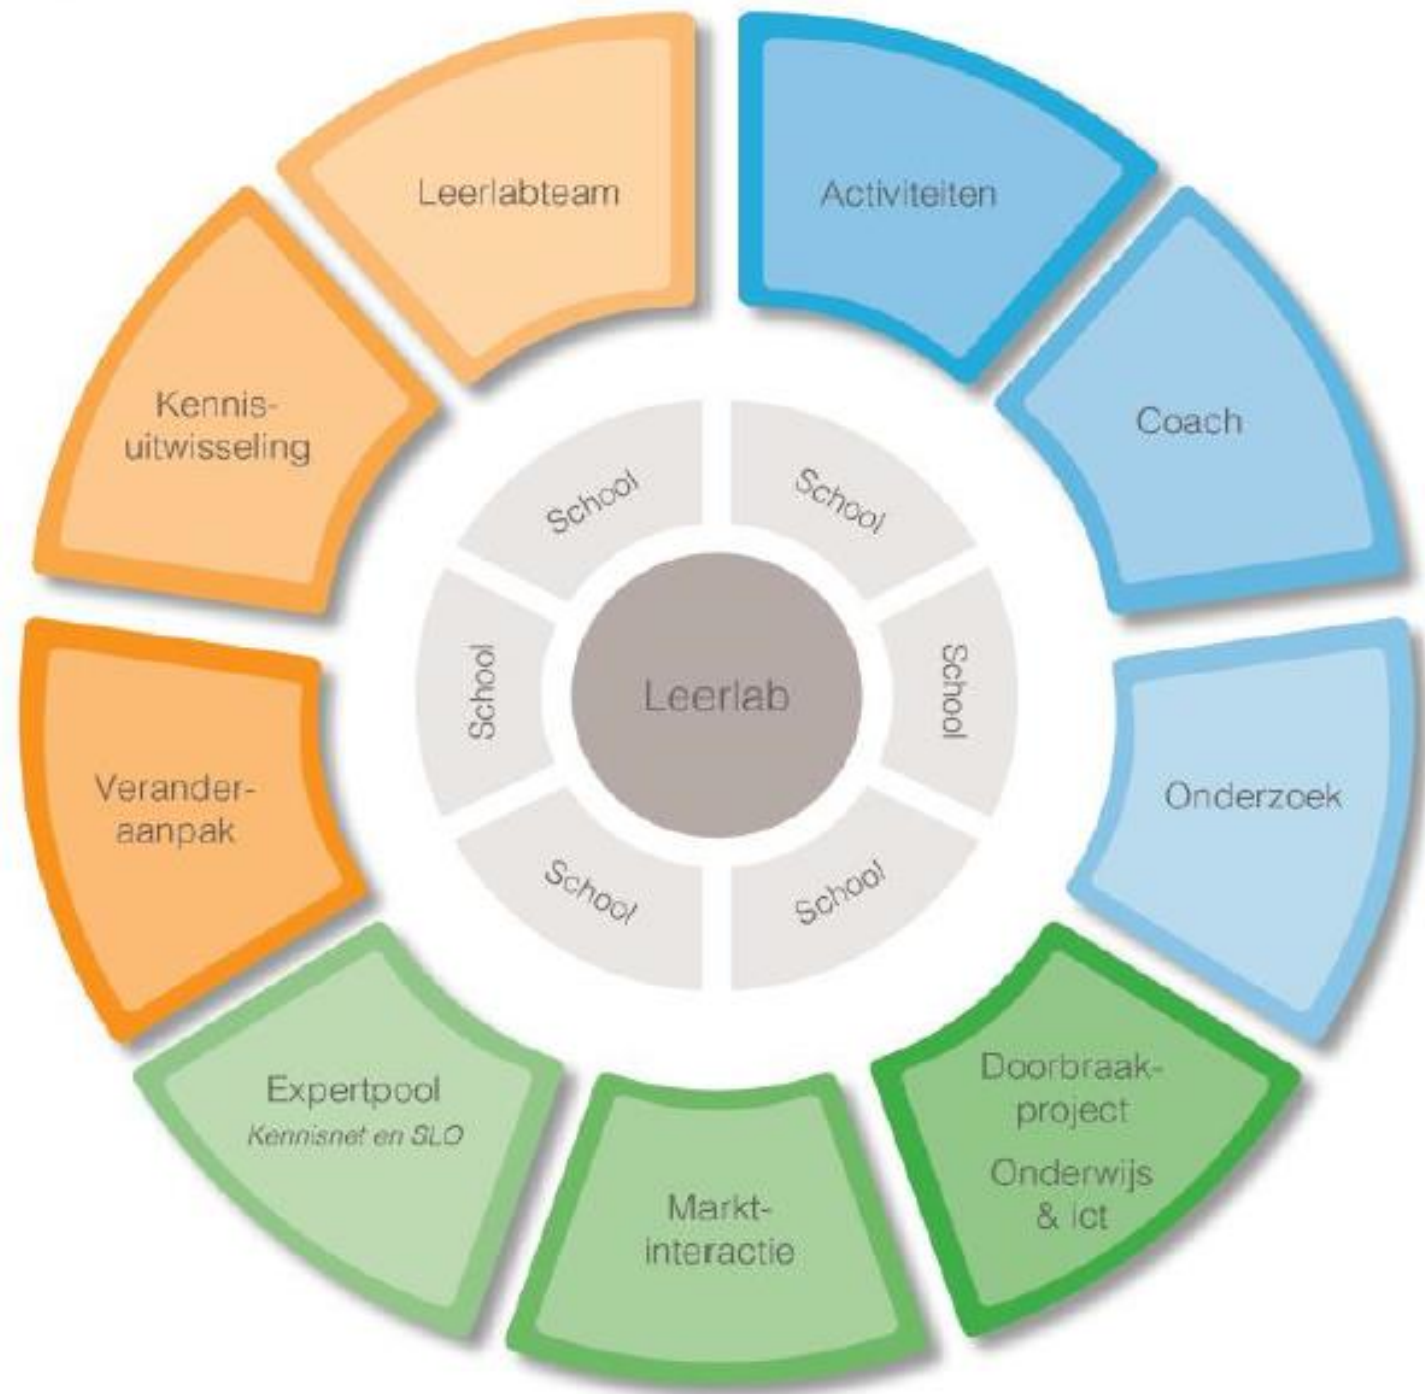 Leerlabteam
Activiteiten
Kennis-
uitwisseling
Coach
School
School
School
Leerlab
School
Verander-
aanpak
Onderzoek
School
School
Expertpool
Kennisnet en SLO
Doorbraak-
project
Onderwijs
& ict
Markt-
interactie